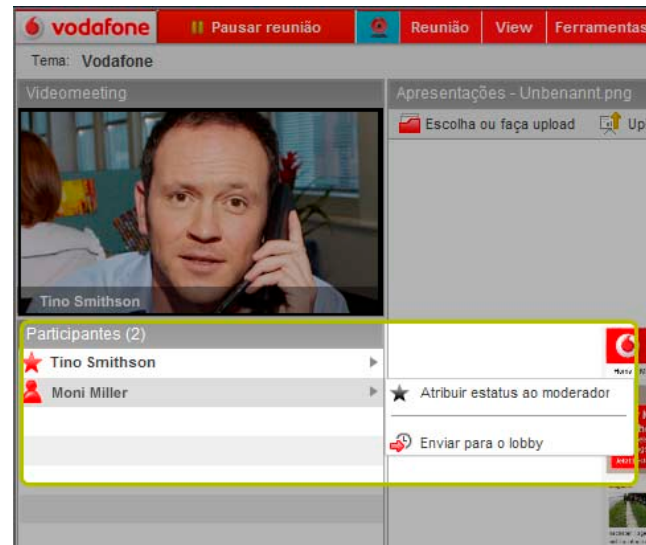 vodafone
Pausar reunião
Reunião
View
Ferramentas
Tema: Vodafone
Videomeeting
Apresentações - Unbenannt.png
Escolha ou faça upload
Up
Tino Smithson
Participantes (2)
Tino Smithson
Moni Miller
Atribuir estatus ao moderador
Enviar para o lobby